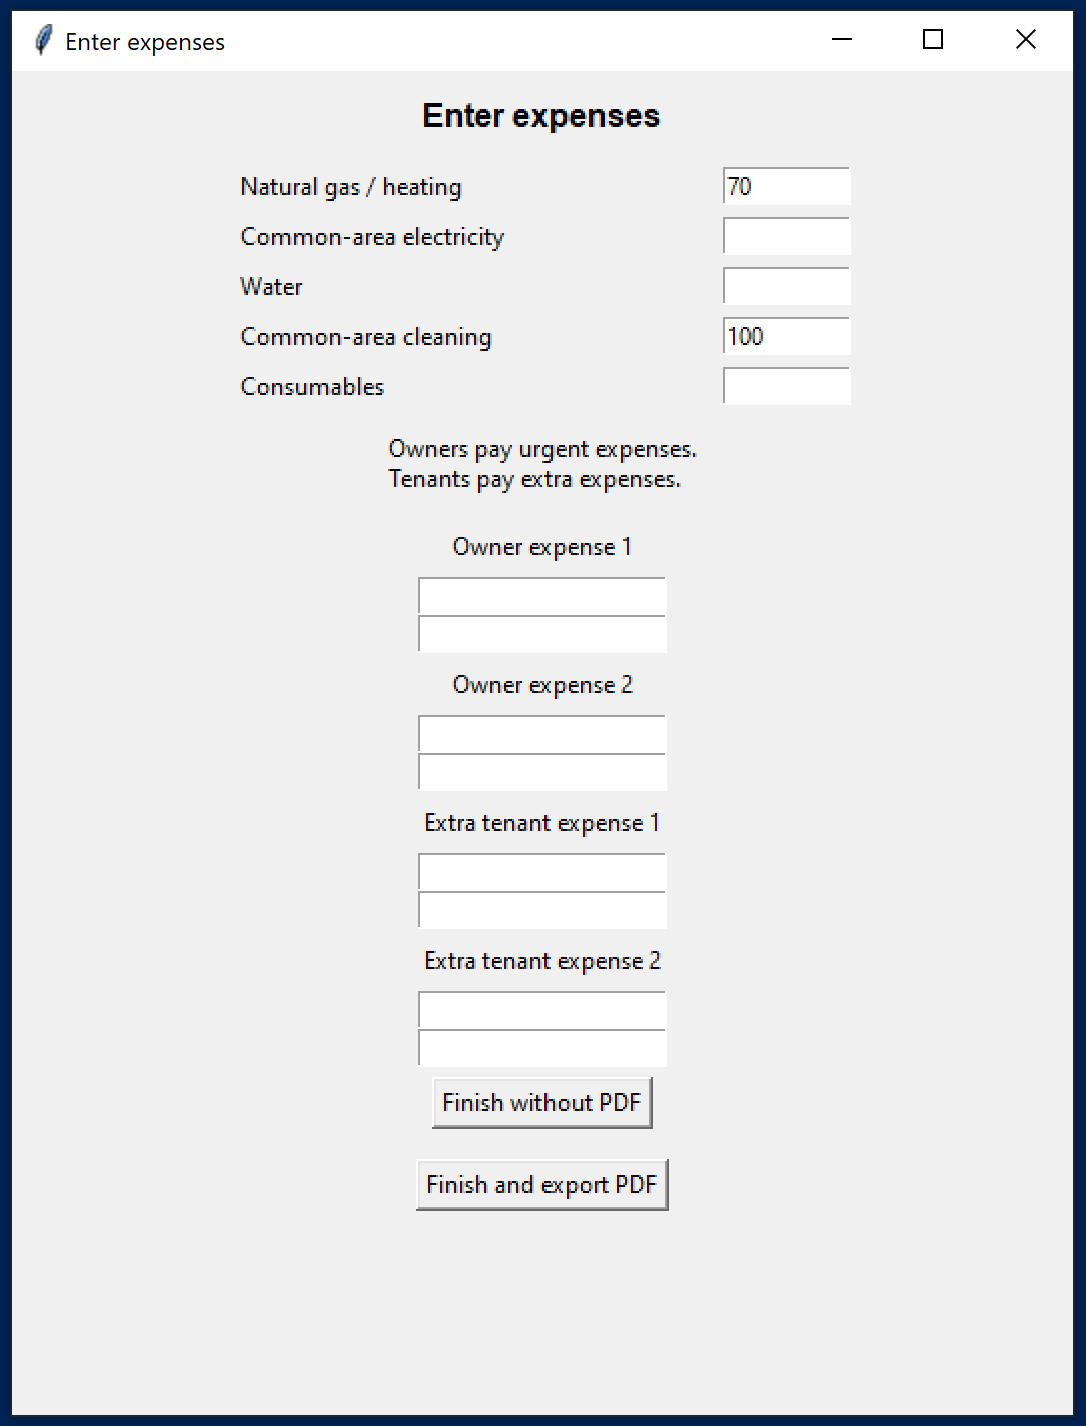 Enter expenses
Enter expenses
Natural gas / heating 70
Common-area electricity
Water
Common-area cleaning 100
Consumables
Owners pay urgent expenses.
Tenants pay extra expenses.
Owner expense 1
Owner expense 2
Extra tenant expense 1
Extra tenant expense 2
Finish without PDF
Finish and export PDF